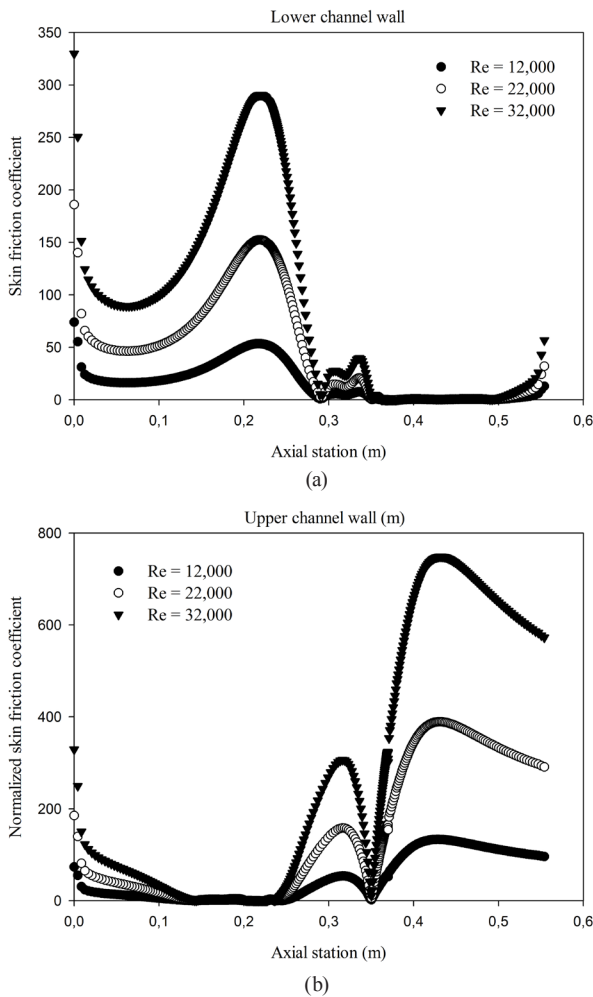 Lower channel wall
350
300
250
200
150
100
50
0
Skin friction coefficient
Re = 12,000
Re = 22,000
Re = 32,000
0,0 0,1 0,2 0,3 0,4 0,5 0,6
Axial station (m)
(a)
Upper channel wall (m)
800
600
400
200
0
Normalized skin friction coefficient
Re = 12,000
Re = 22,000
Re = 32,000
0,0 0,1 0,2 0,3 0,4 0,5 0,6
Axial station (m)
(b)